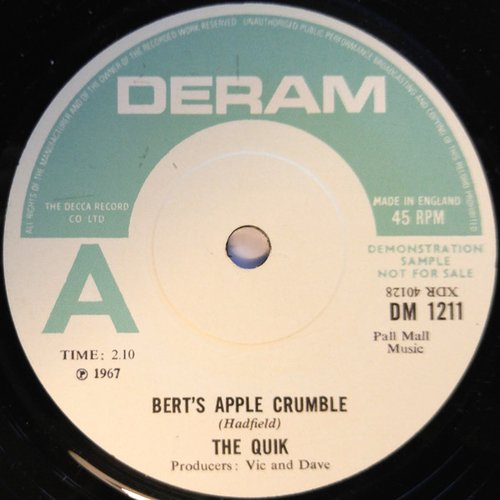 ALL RIGHTS OF THE MANUFACTURER AND OF THE OWNER OF THE RECORDED WORK RESERVED UNAUTHORISED PUBLIC PERFORMANCE BROADCASTING AND COPYING OF THIS RECORD PROHIBITED
DERAM
THE DECCA RECORD
CO LTD
MADE IN ENGLAND
45 RPM
A
DEMONSTRATION
SAMPLE
NOT FOR SALE
XDR 40128
DM 1211
Pall Mall
Music
TIME: 2.10
℗ 1967
BERT'S APPLE CRUMBLE
(Hadfield)
THE QUIK
Producers: Vic and Dave